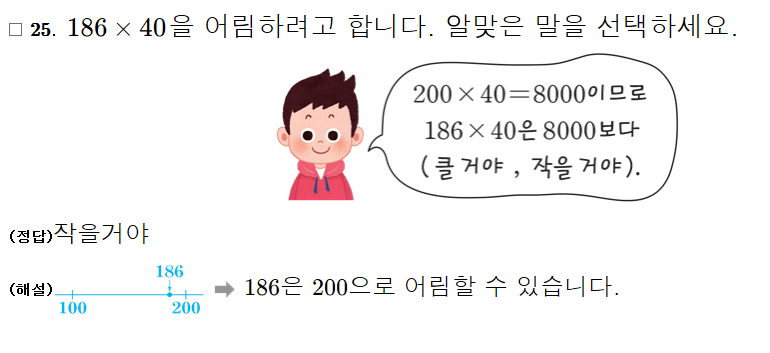 □ 25. 186 × 40을 어림하려고 합니다. 알맞은 말을 선택하세요.
200 × 40 = 8000이므로
186 × 40은 8000보다
( 클 거야 , 작을 거야 ).
(정답)작을거야
186
(해설) ➡ 186은 200으로 어림할 수 있습니다.
100 200